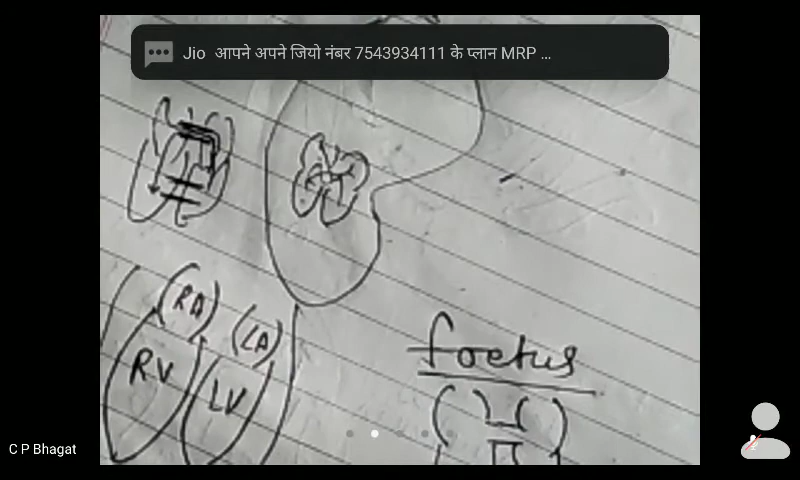 Jio आपने अपने जियो नंबर 7543934111 के प्लान MRP ...
RA
LA
RV
LV
foetus
C P Bhagat